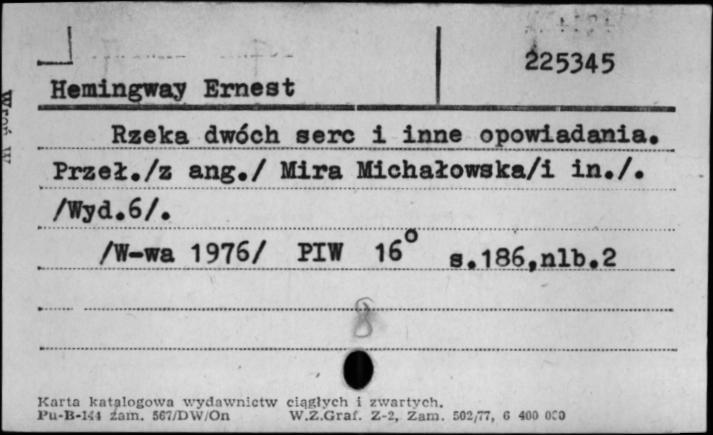 225345
Hemingway Ernest
Rzeka dwóch serc i inne opowiadania.
Przeł./z ang./ Mira Michałowska/i in./.
/Wyd.6/.
/W-wa 1976/ PIW 16° s.186,nlb.2
8
Karta katalogowa wydawnictw ciągłych i zwartych.
Pu-B-144 zam. 567/DW/On W.Z.Graf. Z-2, Zam. 502/77, 6 400 000